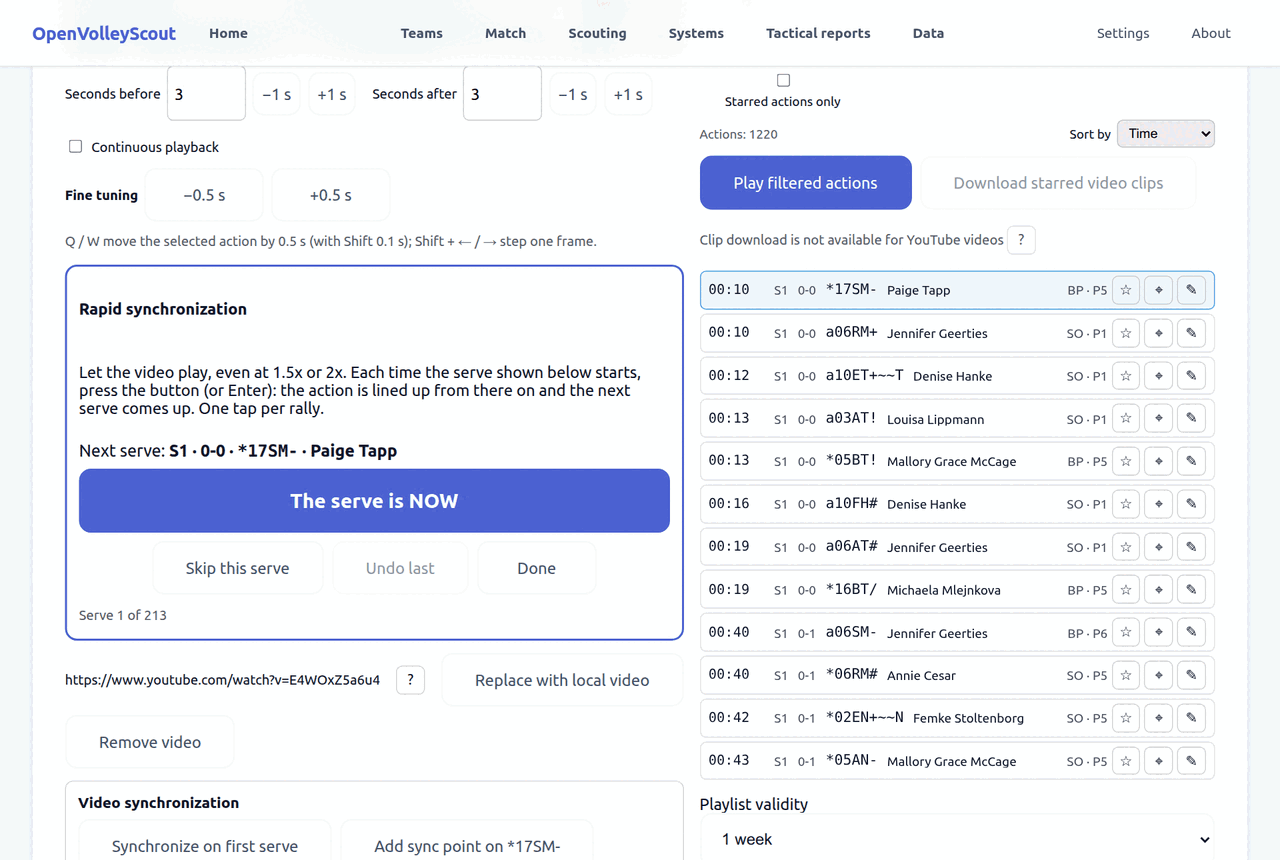 OpenVolleyScout Home Teams Match Scouting Systems Tactical reports Data Settings About
Seconds before 3 −1 s +1 s Seconds after 3 −1 s +1 s
Continuous playback
Fine tuning −0.5 s +0.5 s
Q / W move the selected action by 0.5 s (with Shift 0.1 s); Shift + ← / → step one frame.
Rapid synchronization
Let the video play, even at 1.5x or 2x. Each time the serve shown below starts,
press the button (or Enter): the action is lined up from there on and the next
serve comes up. One tap per rally.
Next serve: S1 · 0-0 · *17SM- · Paige Tapp
The serve is NOW
Skip this serve Undo last Done
Serve 1 of 213
https://www.youtube.com/watch?v=E4WOxZ5a6u4 ? Replace with local video
Remove video
Video synchronization
Synchronize on first serve Add sync point on *17SM-
Starred actions only
Actions: 1220 Sort by Time
Play filtered actions Download starred video clips
Clip download is not available for YouTube videos ?
00:10 S1 0-0 *17SM- Paige Tapp BP · P5 ☆ ⌖ ✎
00:10 S1 0-0 a06RM+ Jennifer Geerties SO · P1 ☆ ⌖ ✎
00:12 S1 0-0 a10ET+~~T Denise Hanke SO · P1 ☆ ⌖ ✎
00:13 S1 0-0 a03AT! Louisa Lippmann SO · P1 ☆ ⌖ ✎
00:13 S1 0-0 *05BT! Mallory Grace McCage BP · P5 ☆ ⌖ ✎
00:16 S1 0-0 a10FH# Denise Hanke SO · P1 ☆ ⌖ ✎
00:19 S1 0-0 a06AT# Jennifer Geerties SO · P1 ☆ ⌖ ✎
00:19 S1 0-0 *16BT/ Michaela Mlejnkova BP · P5 ☆ ⌖ ✎
00:40 S1 0-1 a06SM- Jennifer Geerties BP · P6 ☆ ⌖ ✎
00:40 S1 0-1 *06RM# Annie Cesar SO · P5 ☆ ⌖ ✎
00:42 S1 0-1 *02EN+~~N Femke Stoltenborg SO · P5 ☆ ⌖ ✎
00:43 S1 0-1 *05AN- Mallory Grace McCage SO · P5 ☆ ⌖ ✎
Playlist validity
1 week